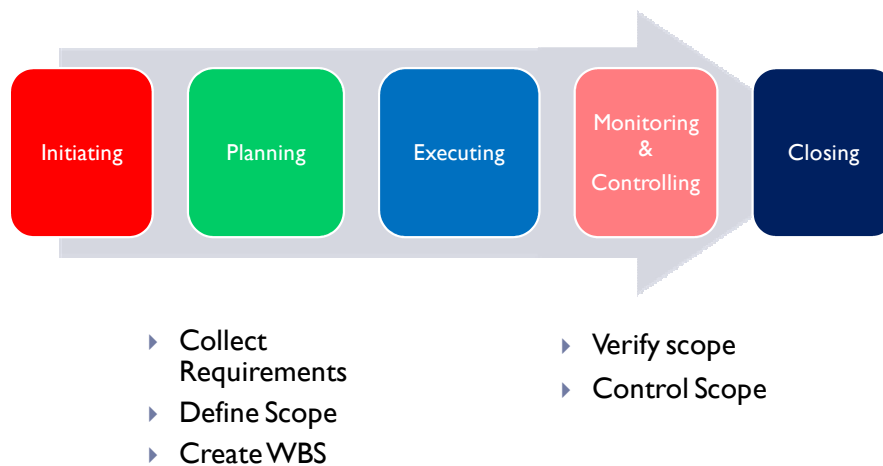 Initiating
Planning
Executing
Monitoring
&
Controlling
Closing
Collect
Requirements
Define Scope
Create WBS
Verify scope
Control Scope